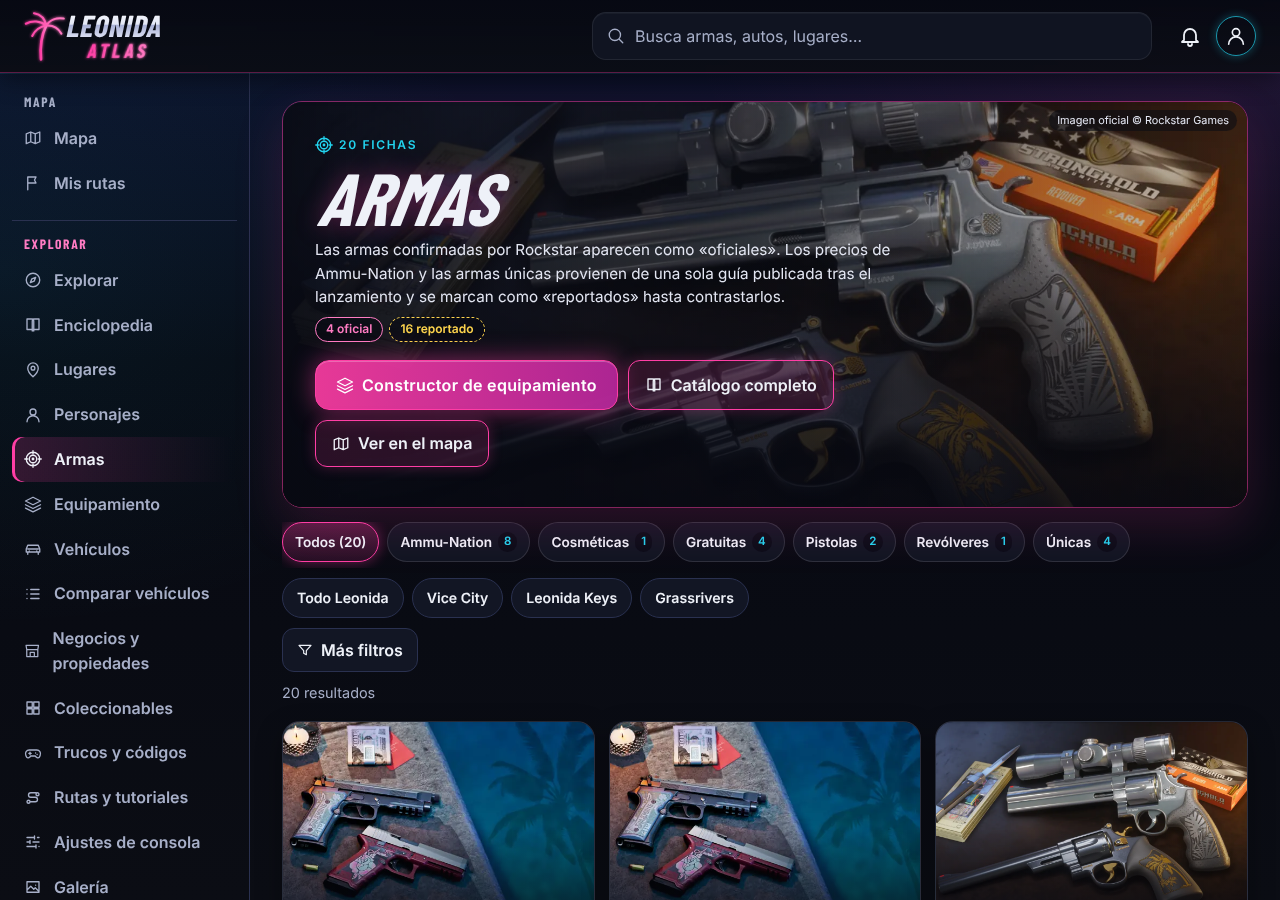 LEONIDA
ATLAS
Busca armas, autos, lugares...
MAPA
Mapa
Mis rutas
EXPLORAR
Explorar
Enciclopedia
Lugares
Personajes
Armas
Equipamiento
Vehículos
Comparar vehículos
Negocios y
propiedades
Coleccionables
Trucos y códigos
Rutas y tutoriales
Ajustes de consola
Galería
Imagen oficial © Rockstar Games
20 FICHAS
ARMAS
Las armas confirmadas por Rockstar aparecen como «oficiales». Los precios de
Ammu-Nation y las armas únicas provienen de una sola guía publicada tras el
lanzamiento y se marcan como «reportados» hasta contrastarlos.
4 oficial
16 reportado
Constructor de equipamiento
Catálogo completo
Ver en el mapa
STRONGHOLD
Todos (20)
Ammu-Nation 8
Cosméticas 1
Gratuitas 4
Pistolas 2
Revólveres 1
Únicas 4
Todo Leonida
Vice City
Leonida Keys
Grassrivers
Más filtros
20 resultados
STRONGHOLD